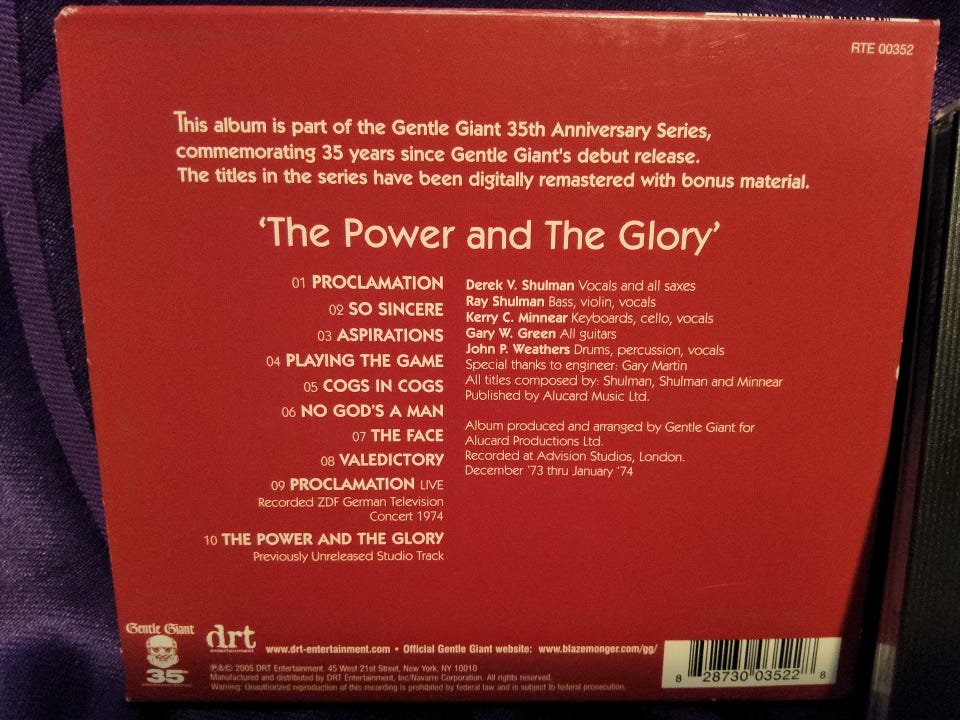 RTE 00352
This album is part of the Gentle Giant 35th Anniversary Series,
commemorating 35 years since Gentle Giant's debut release.
The titles in the series have been digitally remastered with bonus material.
'The Power and The Glory'
01 PROCLAMATION
02 SO SINCERE
03 ASPIRATIONS
04 PLAYING THE GAME
05 COGS IN COGS
06 NO GOD'S A MAN
07 THE FACE
08 VALEDICTORY
09 PROCLAMATION LIVE
Recorded ZDF German Television
Concert 1974
10 THE POWER AND THE GLORY
Previously Unreleased Studio Track
Derek V. Shulman Vocals and all saxes
Ray Shulman Bass, violin, vocals
Kerry C. Minnear Keyboards, cello, vocals
Gary W. Green All guitars
John P. Weathers Drums, percussion, vocals
Special thanks to engineer: Gary Martin
All titles composed by: Shulman, Shulman and Minnear
Published by Alucard Music Ltd.
Album produced and arranged by Gentle Giant for
Alucard Productions Ltd.
Recorded at Advision Studios, London.
December '73 thru January '74
Gentle Giant
35
drt
entertainment
www.drt-entertainment.com • Official Gentle Giant website: www.blazemonger.com/gg/
℗&© 2005 DRT Entertainment. 45 West 21st Street, New York, NY 10010
Manufactured and distributed by DRT Entertainment, Inc/Navarre Corporation. All rights reserved.
Warning: Unauthorized reproduction of this recording is prohibited by federal law and is subject to federal prosecution.
8 28730 03522 8